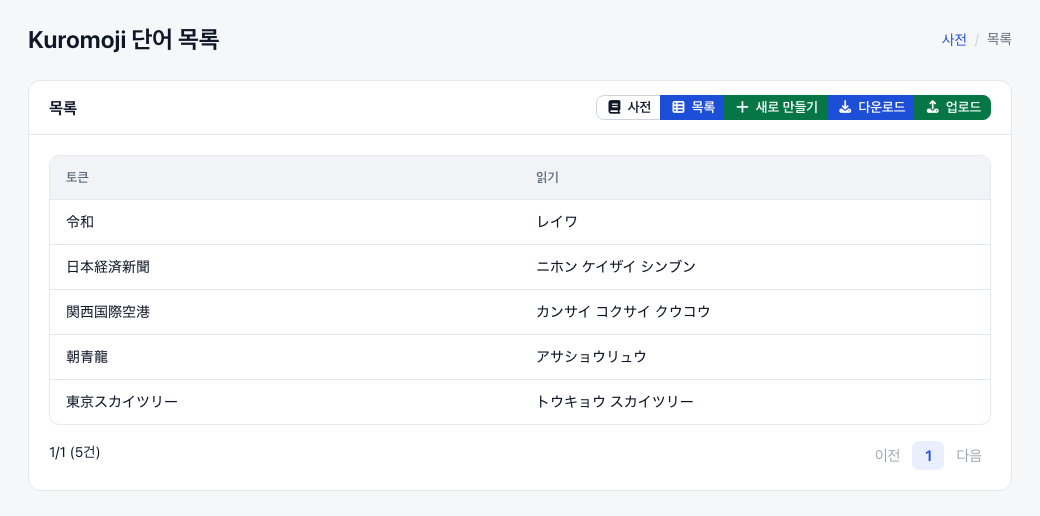 Kuromoji 단어 목록
사전 / 목록
목록
사전 목록 새로 만들기 다운로드 업로드
토큰 읽기
令和 レイワ
日本経済新聞 ニホン ケイザイ シンブン
関西国際空港 カンサイ コクサイ クウコウ
朝青龍 アサショウリュウ
東京スカイツリー トウキョウ スカイツリー
1/1 (5건)
이전 1 다음